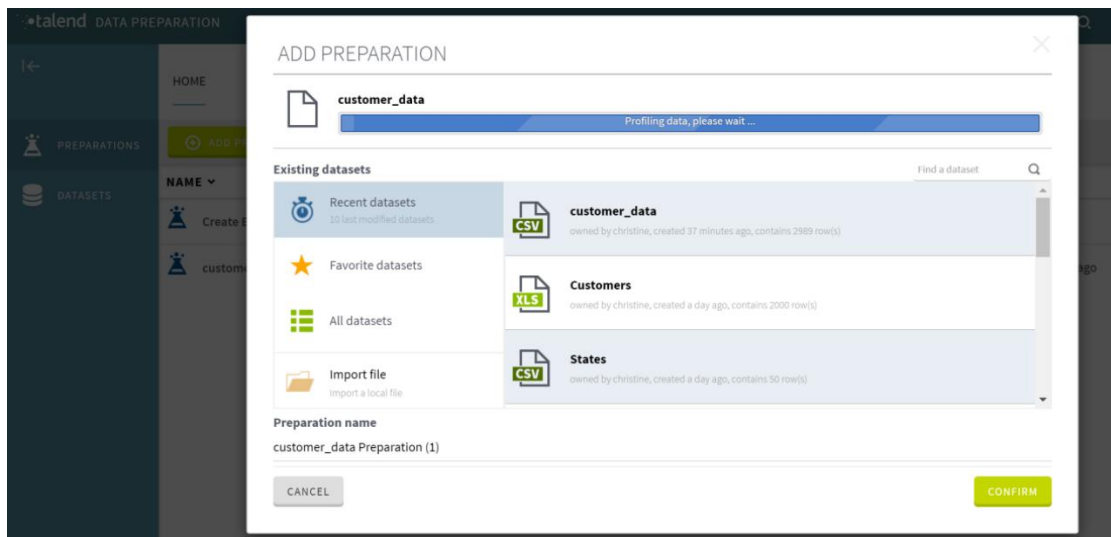 talend DATA PREPARATION
HOME
PREPARATIONS
ADD
DATASETS
NAME
Create
ago
ADD PREPARATION
customer_data
Profiling data, please wait ...
Existing datasets
Find a dataset
Recent datasets
10 last modified datasets
Favorite datasets
All datasets
Import file
Import a local file
CSV
customer_data
owned by christine, created 37 minutes ago, contains 2989 row(s)
XLS
Customers
owned by christine, created a day ago, contains 2000 row(s)
CSV
States
owned by christine, created a day ago, contains 50 row(s)
Preparation name
customer_data Preparation (1)
CANCEL
CONFIRM